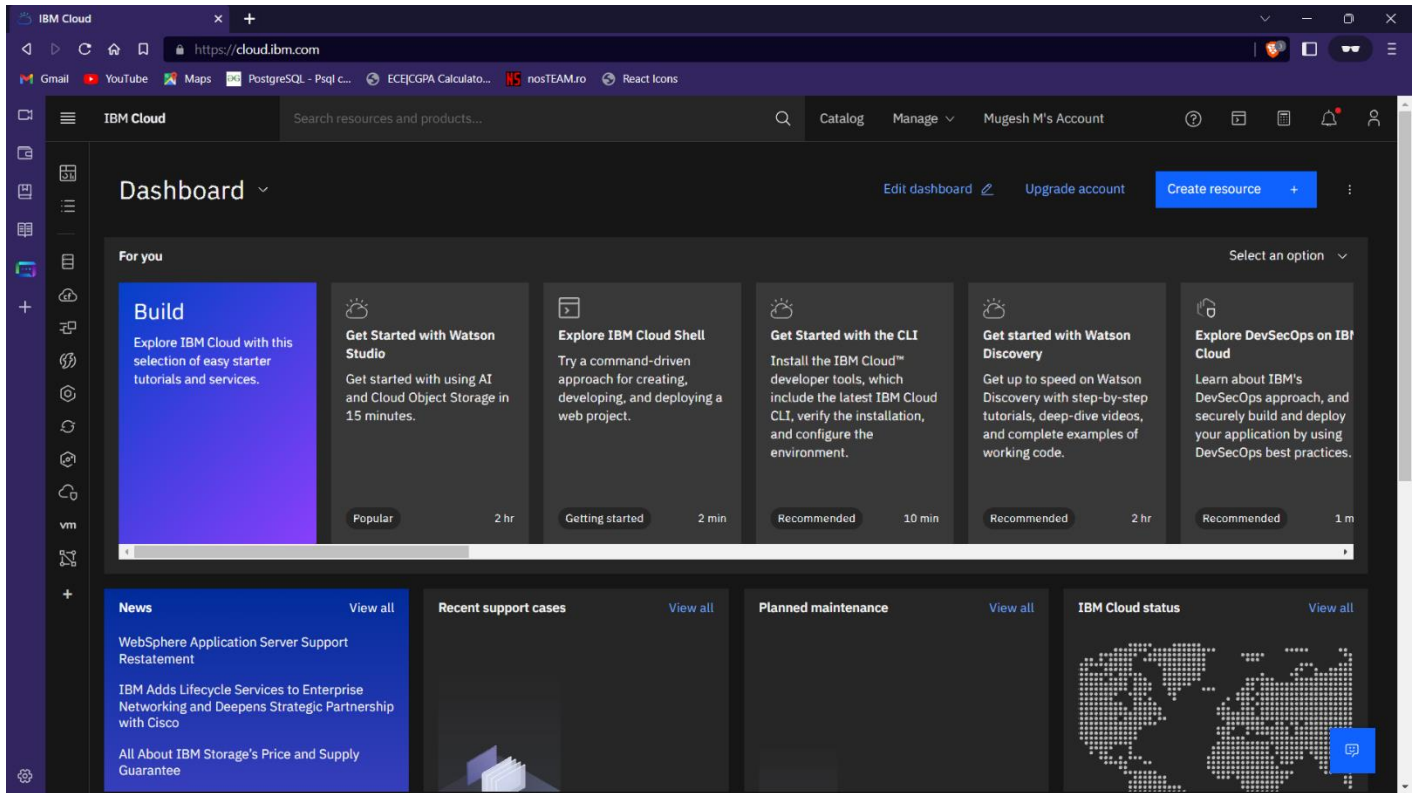 IBM Cloud
https://cloud.ibm.com
Gmail YouTube Maps PostgreSQL - Psql c... ECE|CGPA Calculato... nosTEAM.ro React Icons
IBM Cloud Search resources and products... Catalog Manage Mugesh M's Account
Dashboard Edit dashboard Upgrade account Create resource +
For you Select an option
Build
Explore IBM Cloud with this
selection of easy starter
tutorials and services.
Get Started with Watson
Studio
Get started with using AI
and Cloud Object Storage in
15 minutes.
Popular 2 hr
Explore IBM Cloud Shell
Try a command-driven
approach for creating,
developing, and deploying a
web project.
Getting started 2 min
Get Started with the CLI
Install the IBM Cloud™
developer tools, which
include the latest IBM Cloud
CLI, verify the installation,
and configure the
environment.
Recommended 10 min
Get started with Watson
Discovery
Get up to speed on Watson
Discovery with step-by-step
tutorials, deep-dive videos,
and complete examples of
working code.
Recommended 2 hr
Explore DevSecOps on IBM
Cloud
Learn about IBM's
DevSecOps approach, and
securely build and deploy
your application by using
DevSecOps best practices.
Recommended 1 m
vm
News View all
WebSphere Application Server Support
Restatement
IBM Adds Lifecycle Services to Enterprise
Networking and Deepens Strategic Partnership
with Cisco
All About IBM Storage's Price and Supply
Guarantee
Recent support cases View all
Planned maintenance View all
IBM Cloud status View all